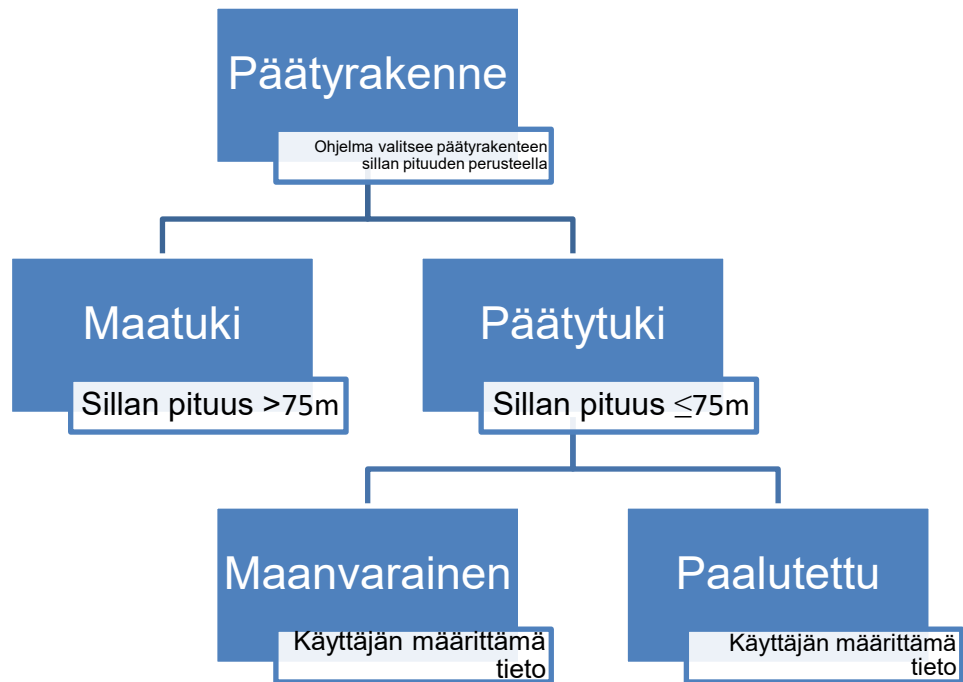 Päätyrakenne
Ohjelma valitsee päätyrakenteen
sillan pituuden perusteella
Maatuki
Sillan pituus >75m
Päätytuki
Sillan pituus ≤75m
Maanvarainen
Käyttäjän määrittämä
tieto
Paalutettu
Käyttäjän määrittämä
tieto